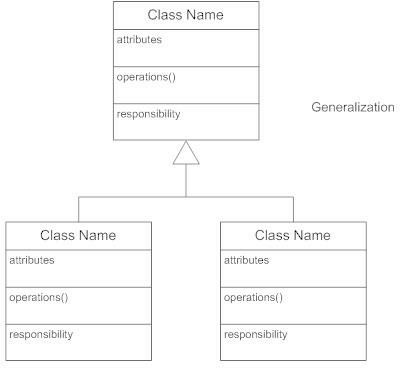 Class Name
attributes
operations()
responsibility
Generalization
Class Name
attributes
operations()
responsibility
Class Name
attributes
operations()
responsibility